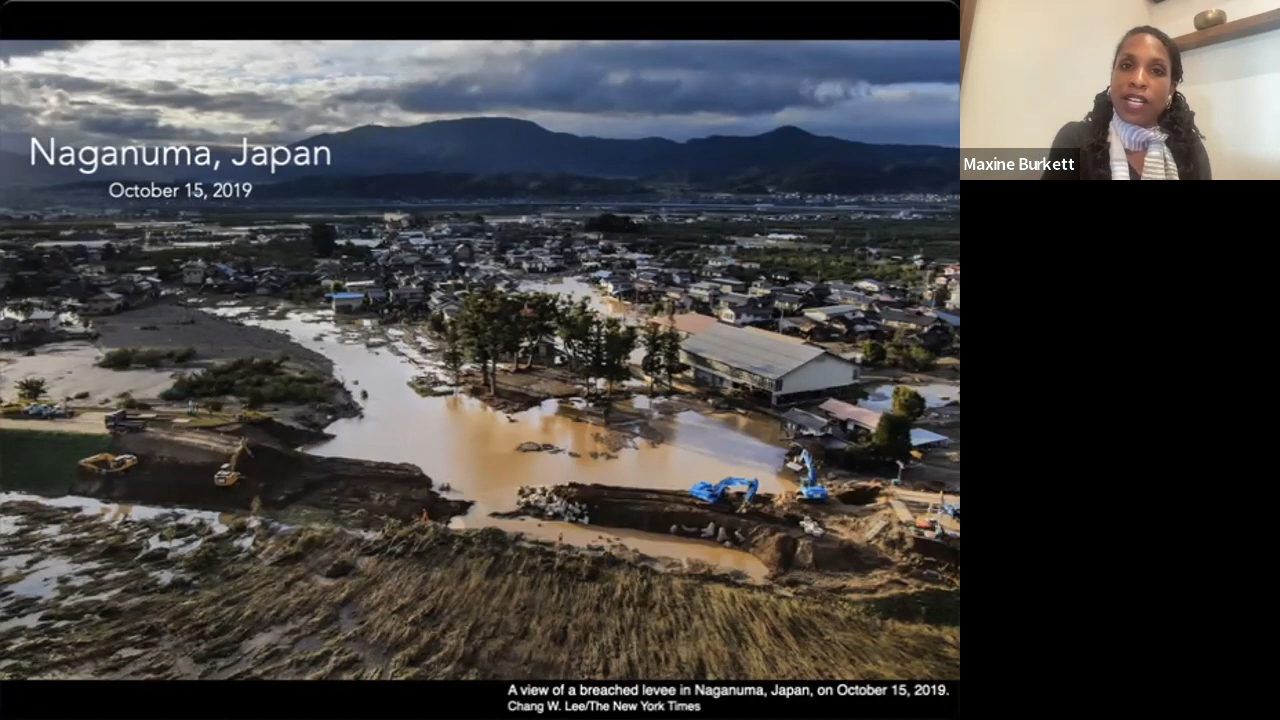 Naganuma, Japan
October 15, 2019
Maxine Burkett
A view of a breached levee in Naganuma, Japan, on October 15, 2019.
Chang W. Lee/The New York Times